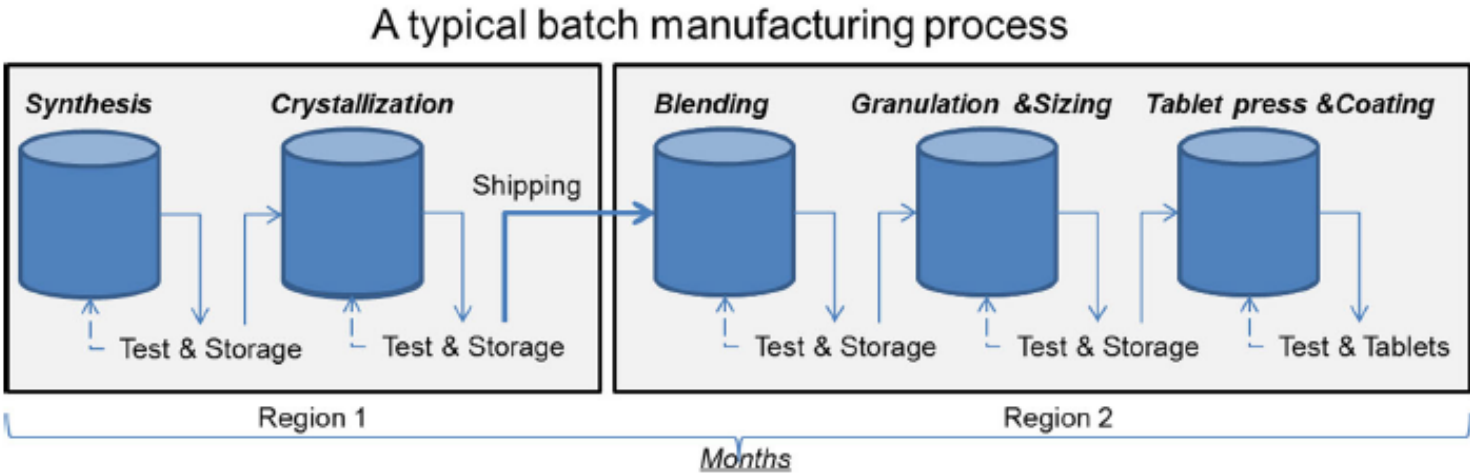 A typical batch manufacturing process
Synthesis
Crystallization
Blending
Granulation &Sizing
Tablet press &Coating
Shipping
Test & Storage
Test & Storage
Test & Storage
Test & Storage
Test & Tablets
Region 1
Region 2
Months